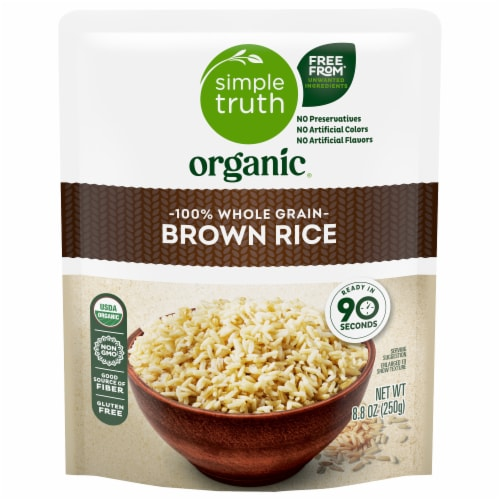 simple
truth
organic®
FREE
FROM*
UNWANTED
INGREDIENTS
NO Preservatives
NO Artificial Colors
NO Artificial Flavors
-100% WHOLE GRAIN-
BROWN RICE
READY IN
90
SECONDS
USDA
ORGANIC
NON
GMO
GOOD
SOURCE OF
FIBER
GLUTEN
FREE
SERVING
SUGGESTION
ENLARGED TO
SHOW TEXTURE
NET WT
8.8 OZ (250g)